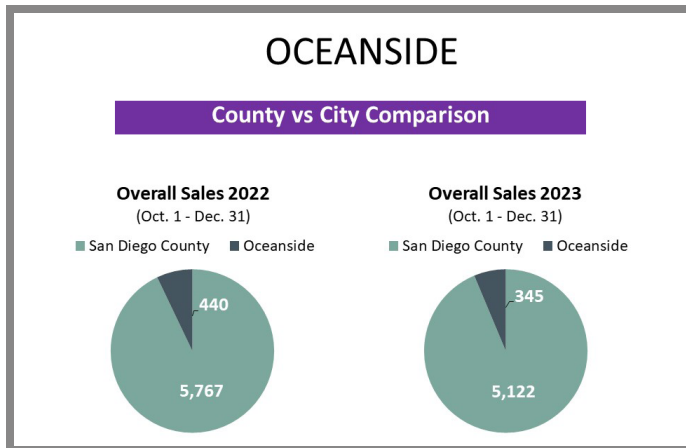 OCEANSIDE
County vs City Comparison
Overall Sales 2022
(Oct. 1 - Dec. 31)
San Diego County Oceanside
440
5,767
Overall Sales 2023
(Oct. 1 - Dec. 31)
San Diego County Oceanside
345
5,122